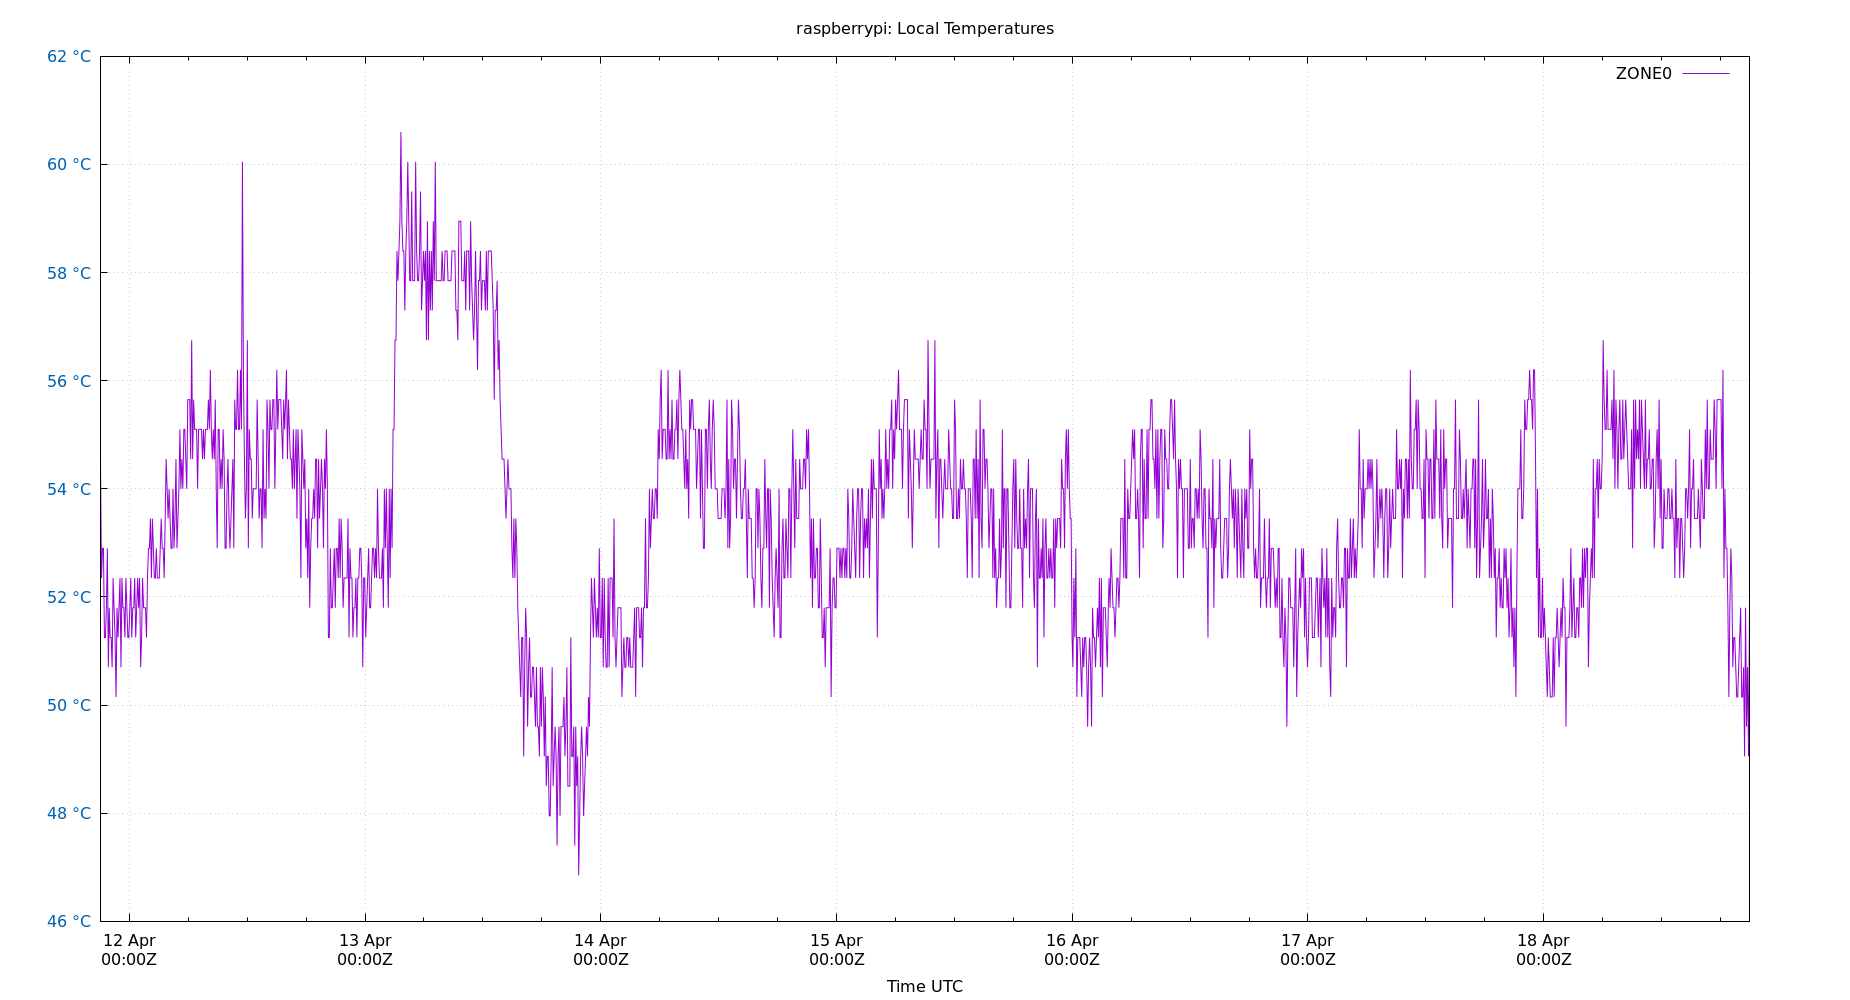 raspberrypi: Local Temperatures
62 °C
ZONE0
60 °C
58 °C
56 °C
54 °C
52 °C
50 °C
48 °C
46 °C
12 Apr 13 Apr 14 Apr 15 Apr 16 Apr 17 Apr 18 Apr
00:00Z 00:00Z 00:00Z 00:00Z 00:00Z 00:00Z 00:00Z
Time UTC